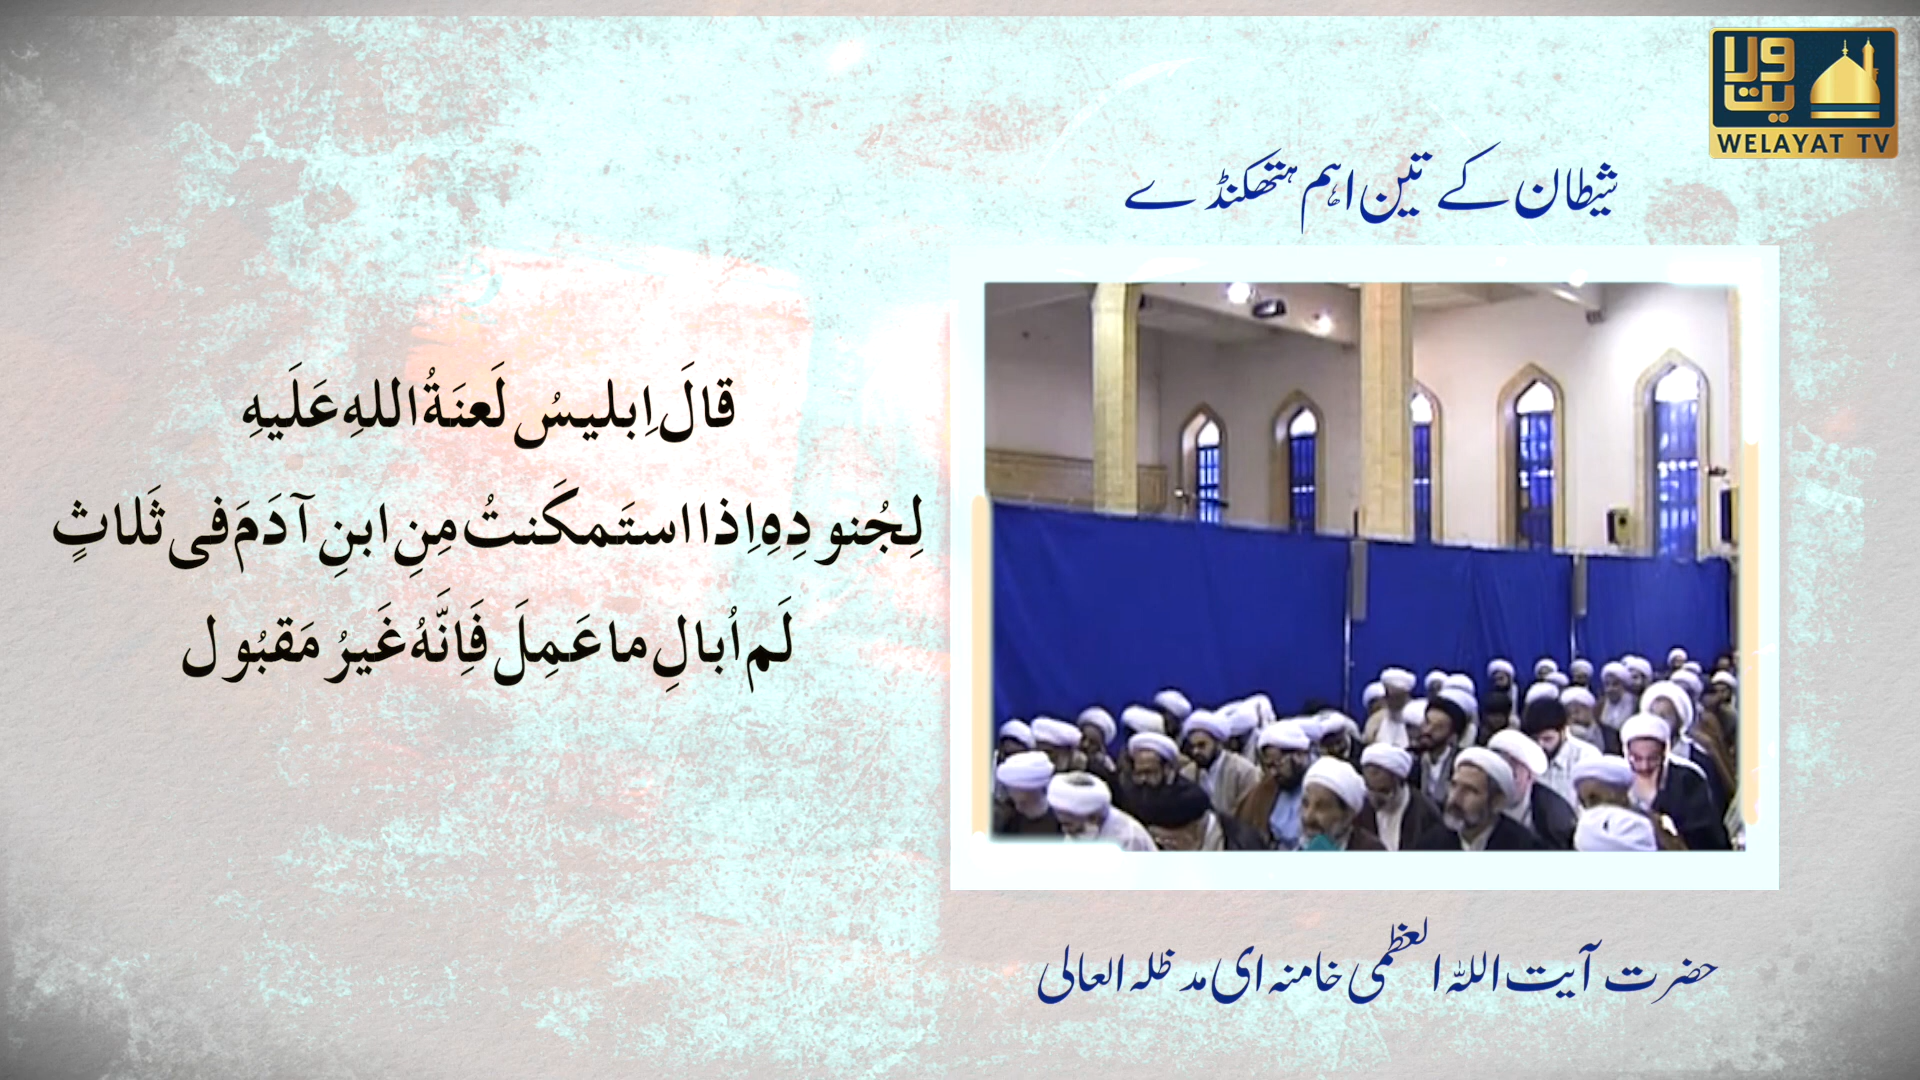 ولایت
WELAYAT TV
شیطان کے تین اہم ہتھکنڈے
قالَ اِبلیسُ لَعنَةُ اللهِ عَلَیهِ
لِجُنودِهِ اِذا استَمکَنتُ مِنِ ابنِ آدَمَ فی ثَلاثٍ
لَم اُبالِ ما عَمِلَ فَاِنَّهُ غَیرُ مَقبُول
حضرت آیت اللہ العظمی خامنہ ای مد ظلہ العالی